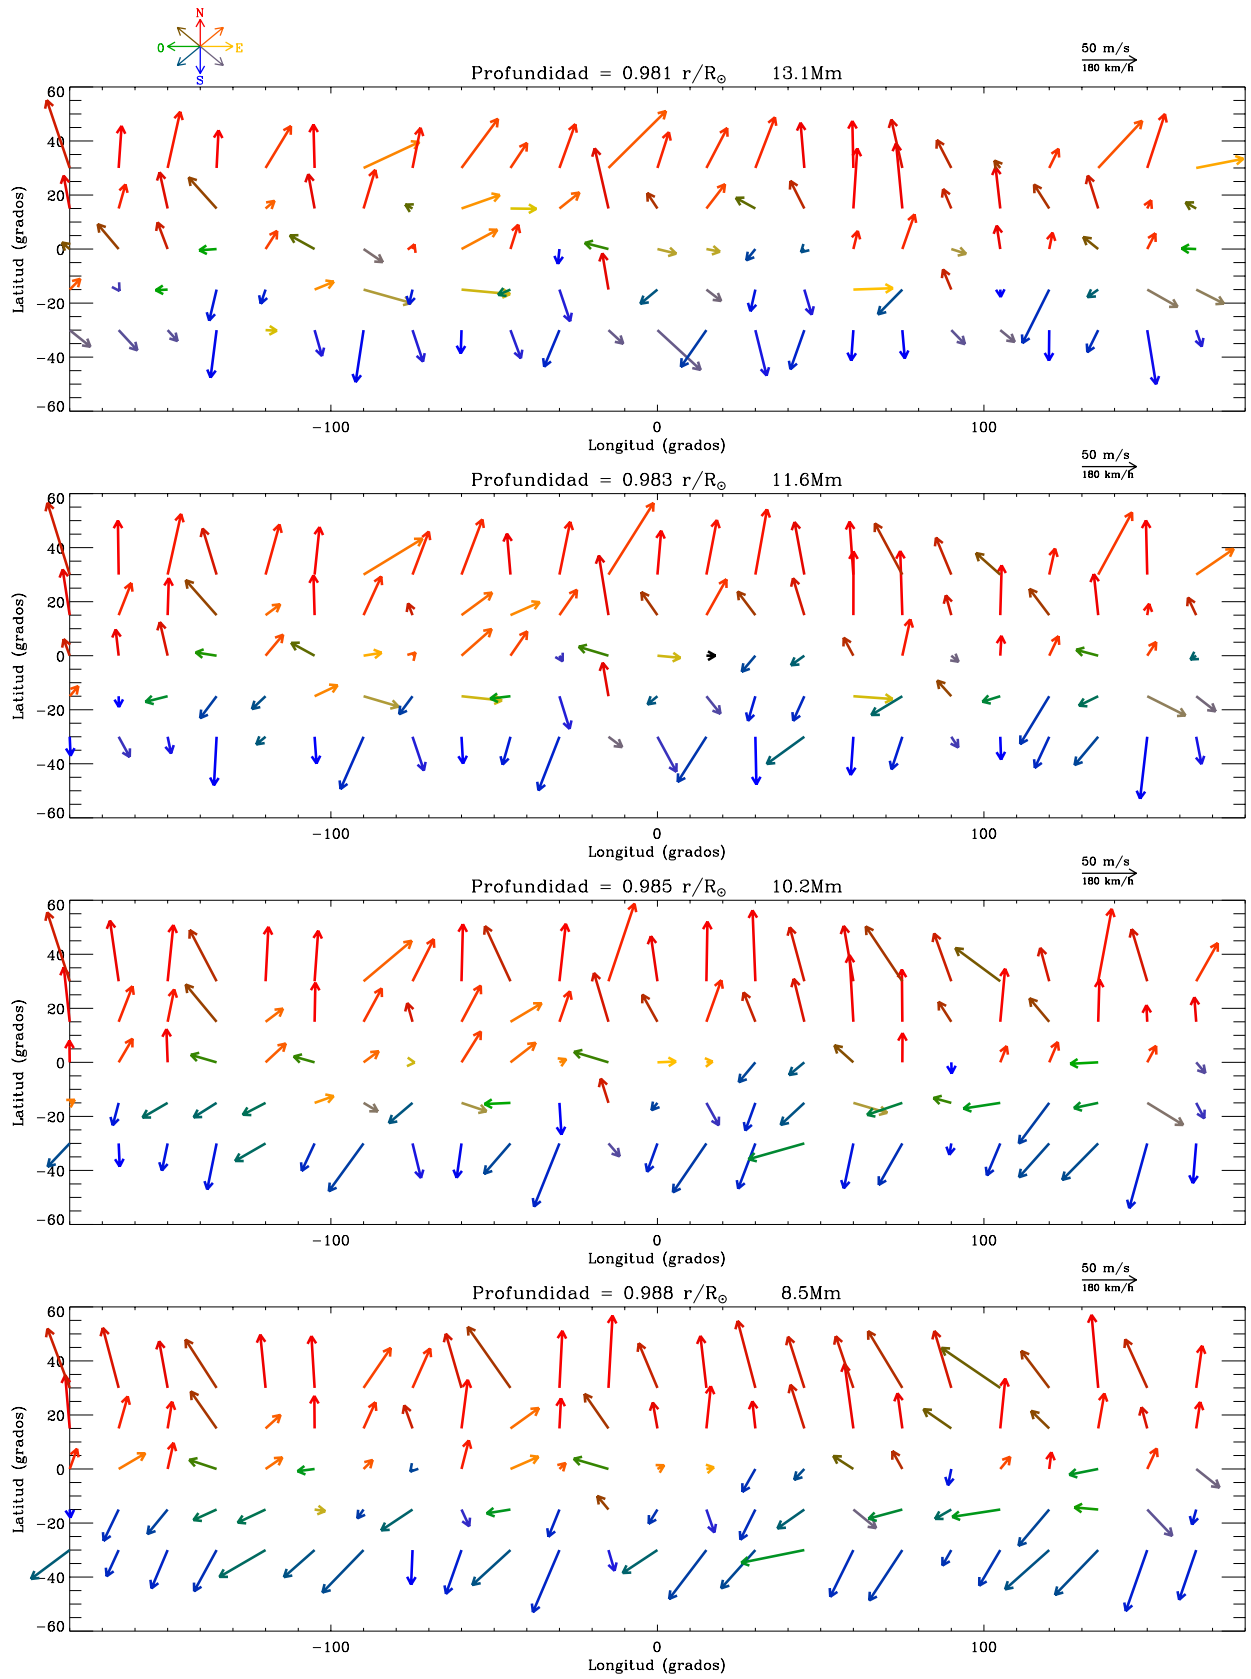 N
O E
S
50 m/s
180 km/h
Profundidad = 0.981 r/R☉ 13.1Mm
60
40
20
0
−20
−40
−60
Latitud (grados)
−100 0 100
Longitud (grados)
50 m/s
180 km/h
Profundidad = 0.983 r/R☉ 11.6Mm
60
40
20
0
−20
−40
−60
Latitud (grados)
−100 0 100
Longitud (grados)
50 m/s
180 km/h
Profundidad = 0.985 r/R☉ 10.2Mm
60
40
20
0
−20
−40
−60
Latitud (grados)
−100 0 100
Longitud (grados)
50 m/s
180 km/h
Profundidad = 0.988 r/R☉ 8.5Mm
60
40
20
0
−20
−40
−60
Latitud (grados)
−100 0 100
Longitud (grados)